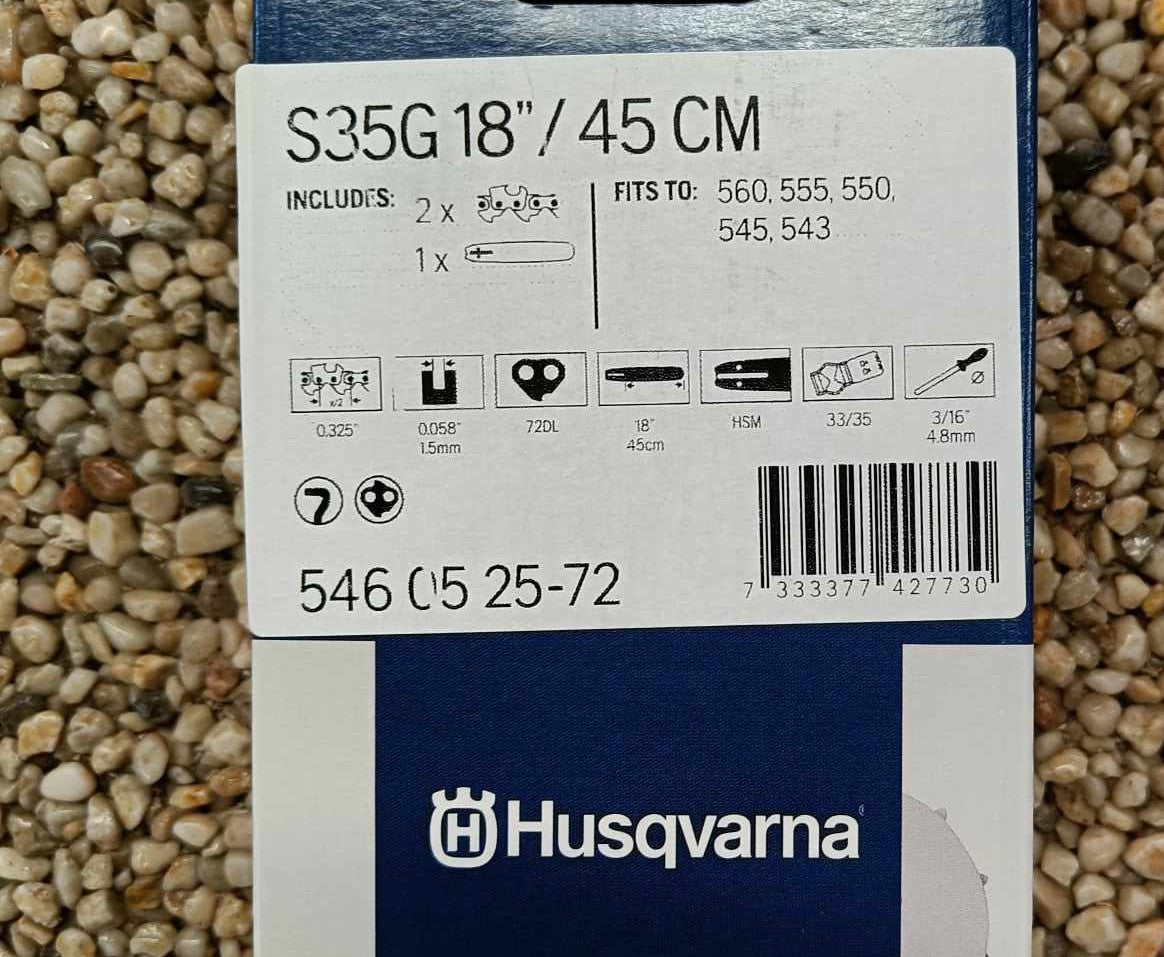 S35G 18"/ 45 CM
INCLUDES:
2 x
1 x
FITS TO: 560, 555, 550,
545, 543
x/2
0.325"
0.058"
1.5mm
72DL
18"
45cm
HSM
33/35
Ø
3/16"
4.8mm
546 05 25-72
7 333377 427730
H Husqvarna